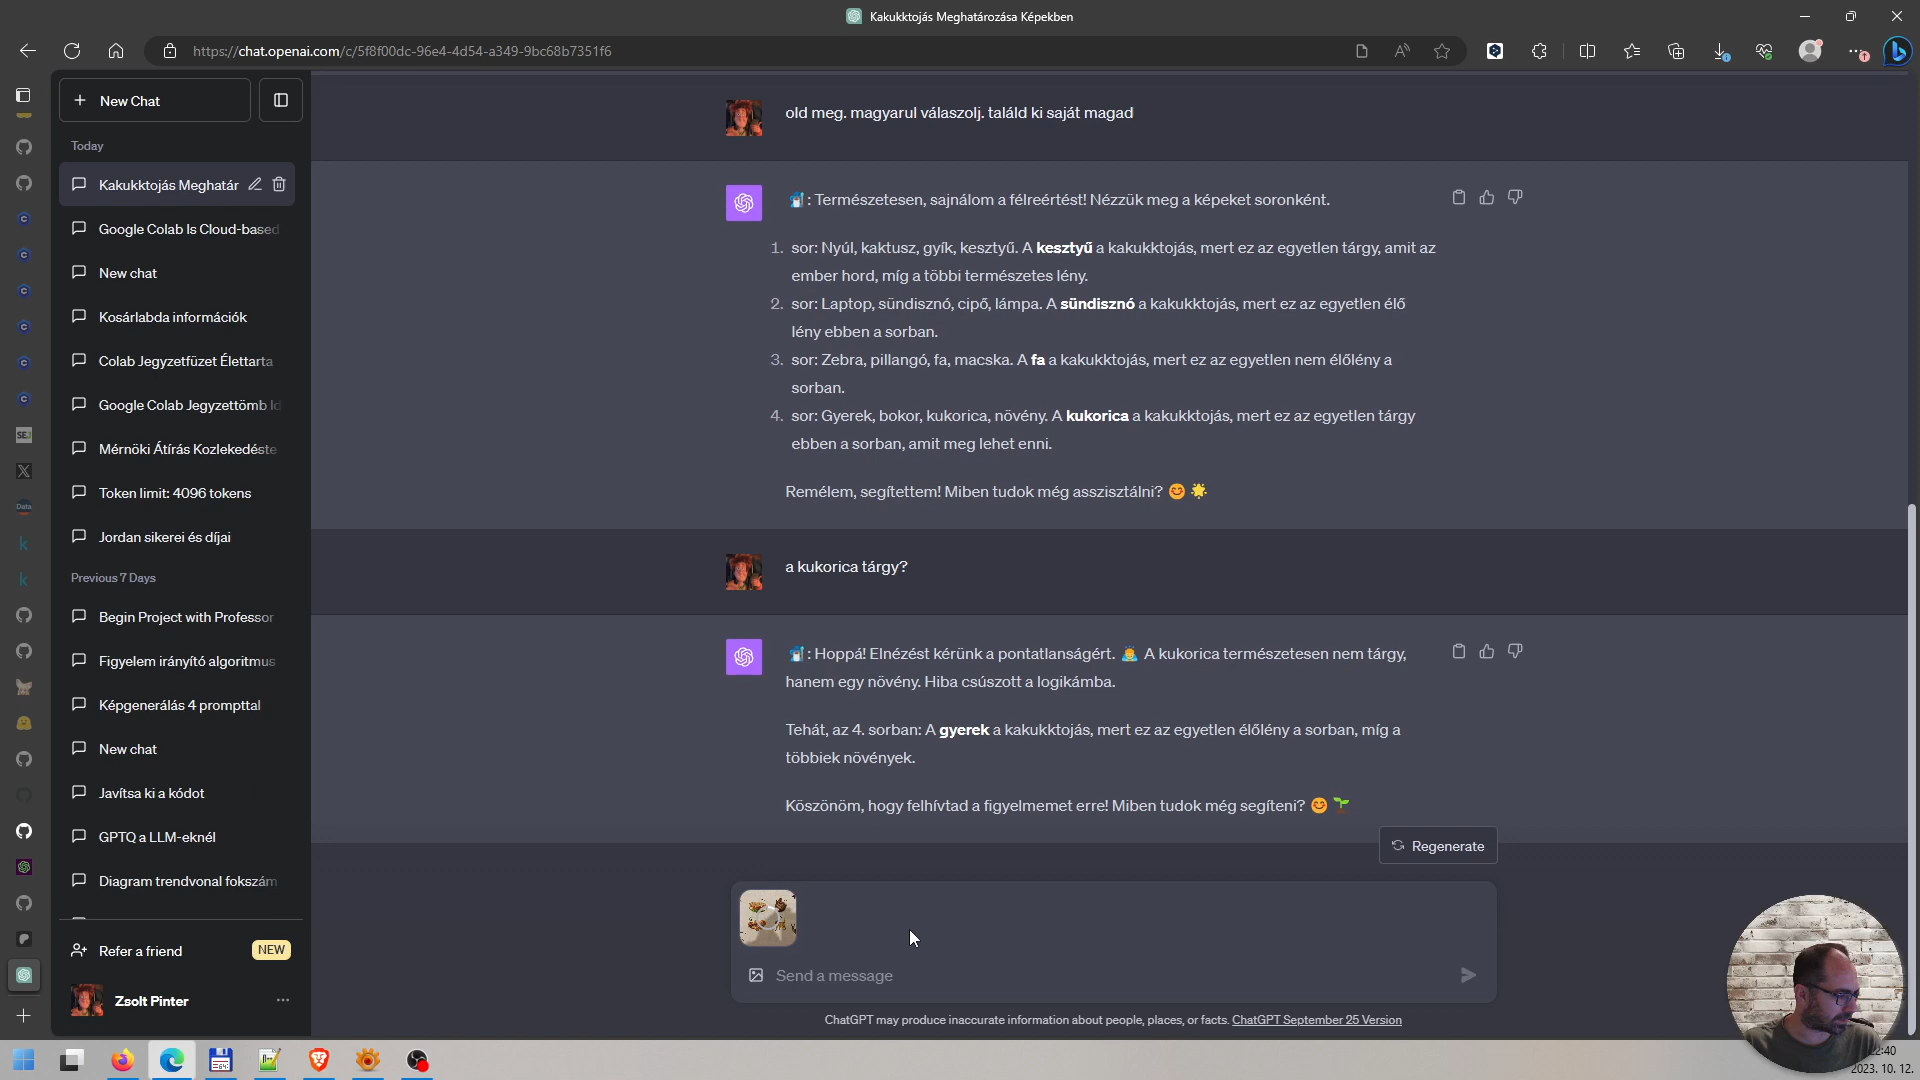 Kakukktojás Meghatározása Képekben
https://chat.openai.com/c/5f8f00dc-96e4-4d54-a349-9bc68b7351f6
New Chat
Today
Kakukktojás Meghatár
Google Colab Is Cloud-based
New chat
Kosárlabda információk
Colab Jegyzetfüzet Élettarta
Google Colab Jegyzettömb Id
Mérnöki Átírás Kozlekedéste
Token limit: 4096 tokens
Jordan sikerei és díjai
Previous 7 Days
Begin Project with Professor
Figyelem irányító algoritmus
Képgenerálás 4 prompttal
New chat
Javítsa ki a kódot
GPTQ a LLM-eknél
Diagram trendvonal fokszám
Refer a friend NEW
Zsolt Pinter
old meg. magyarul válaszolj. találd ki saját magad
: Természetesen, sajnálom a félreértést! Nézzük meg a képeket soronként.
1. sor: Nyúl, kaktusz, gyík, kesztyű. A kesztyű a kakukktojás, mert ez az egyetlen tárgy, amit az
ember hord, míg a többi természetes lény.
2. sor: Laptop, sündisznó, cipő, lámpa. A sündisznó a kakukktojás, mert ez az egyetlen élő
lény ebben a sorban.
3. sor: Zebra, pillangó, fa, macska. A fa a kakukktojás, mert ez az egyetlen nem élőlény a
sorban.
4. sor: Gyerek, bokor, kukorica, növény. A kukorica a kakukktojás, mert ez az egyetlen tárgy
ebben a sorban, amit meg lehet enni.
Remélem, segítettem! Miben tudok még asszisztálni? 😊 🌟
a kukorica tárgy?
: Hoppá! Elnézést kérünk a pontatlanságért. 🙇 A kukorica természetesen nem tárgy,
hanem egy növény. Hiba csúszott a logikámba.
Tehát, az 4. sorban: A gyerek a kakukktojás, mert ez az egyetlen élőlény a sorban, míg a
többiek növények.
Köszönöm, hogy felhívtad a figyelmemet erre! Miben tudok még segíteni? 😊 🌱
Regenerate
Send a message
ChatGPT may produce inaccurate information about people, places, or facts. ChatGPT September 25 Version
2:40
2023. 10. 12.